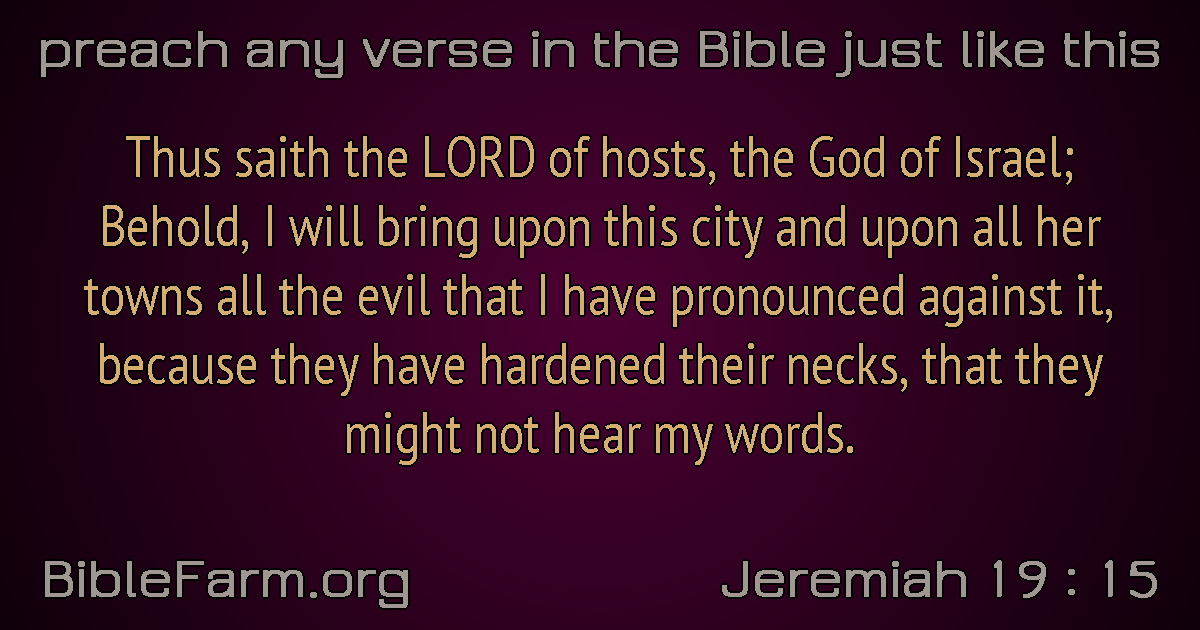 preach any verse in the Bible just like this
Thus saith the LORD of hosts, the God of Israel;
Behold, I will bring upon this city and upon all her
towns all the evil that I have pronounced against it,
because they have hardened their necks, that they
might not hear my words.
BibleFarm.org
Jeremiah 19 : 15